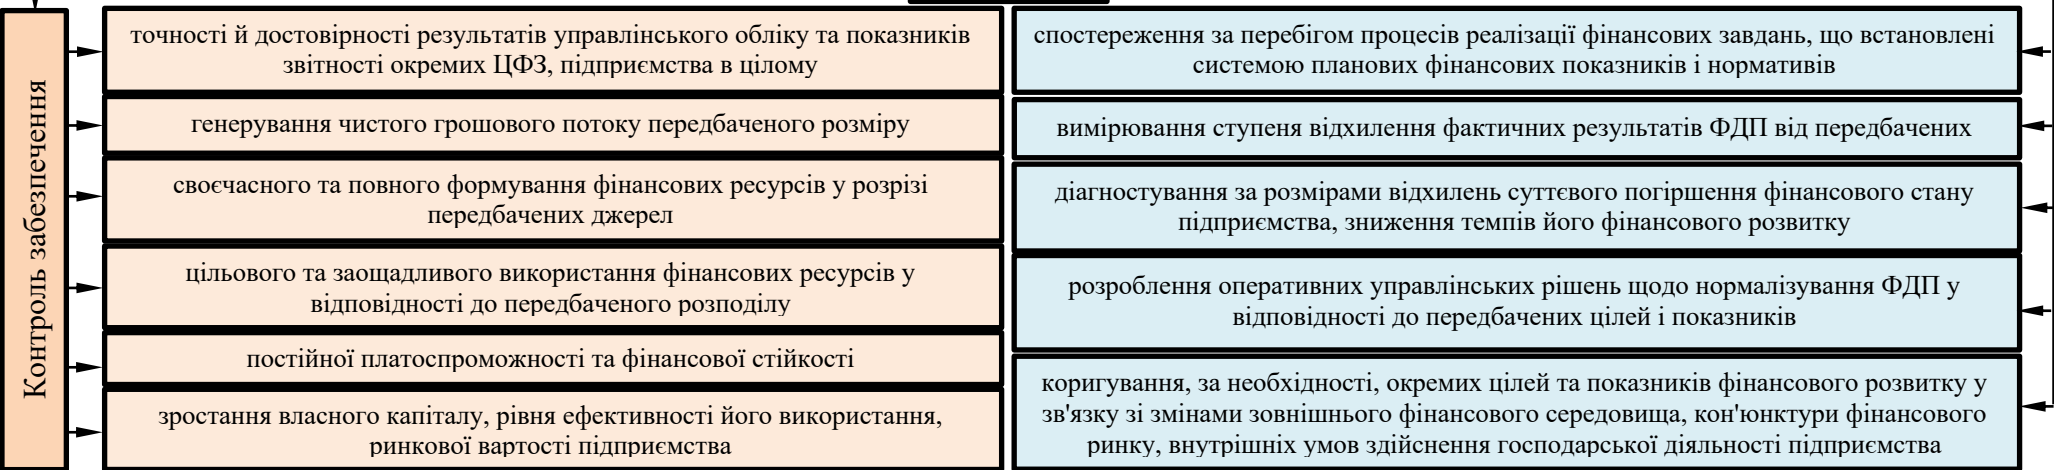 Контроль забезпечення
точності й достовірності результатів управлінського обліку та показників
звітності окремих ЦФЗ, підприємства в цілому
генерування чистого грошового потоку передбаченого розміру
своєчасного та повного формування фінансових ресурсів у розрізі
передбачених джерел
цільового та заощадливого використання фінансових ресурсів у
відповідності до передбаченого розподілу
постійної платоспроможності та фінансової стійкості
зростання власного капіталу, рівня ефективності його використання,
ринкової вартості підприємства
спостереження за перебігом процесів реалізації фінансових завдань, що встановлені
системою планових фінансових показників і нормативів
вимірювання ступеня відхилення фактичних результатів ФДП від передбачених
діагностування за розмірами відхилень суттєвого погіршення фінансового стану
підприємства, зниження темпів його фінансового розвитку
розроблення оперативних управлінських рішень щодо нормалізування ФДП у
відповідності до передбачених цілей і показників
коригування, за необхідності, окремих цілей та показників фінансового розвитку у
зв'язку зі змінами зовнішнього фінансового середовища, кон'юнктури фінансового
ринку, внутрішніх умов здійснення господарської діяльності підприємства